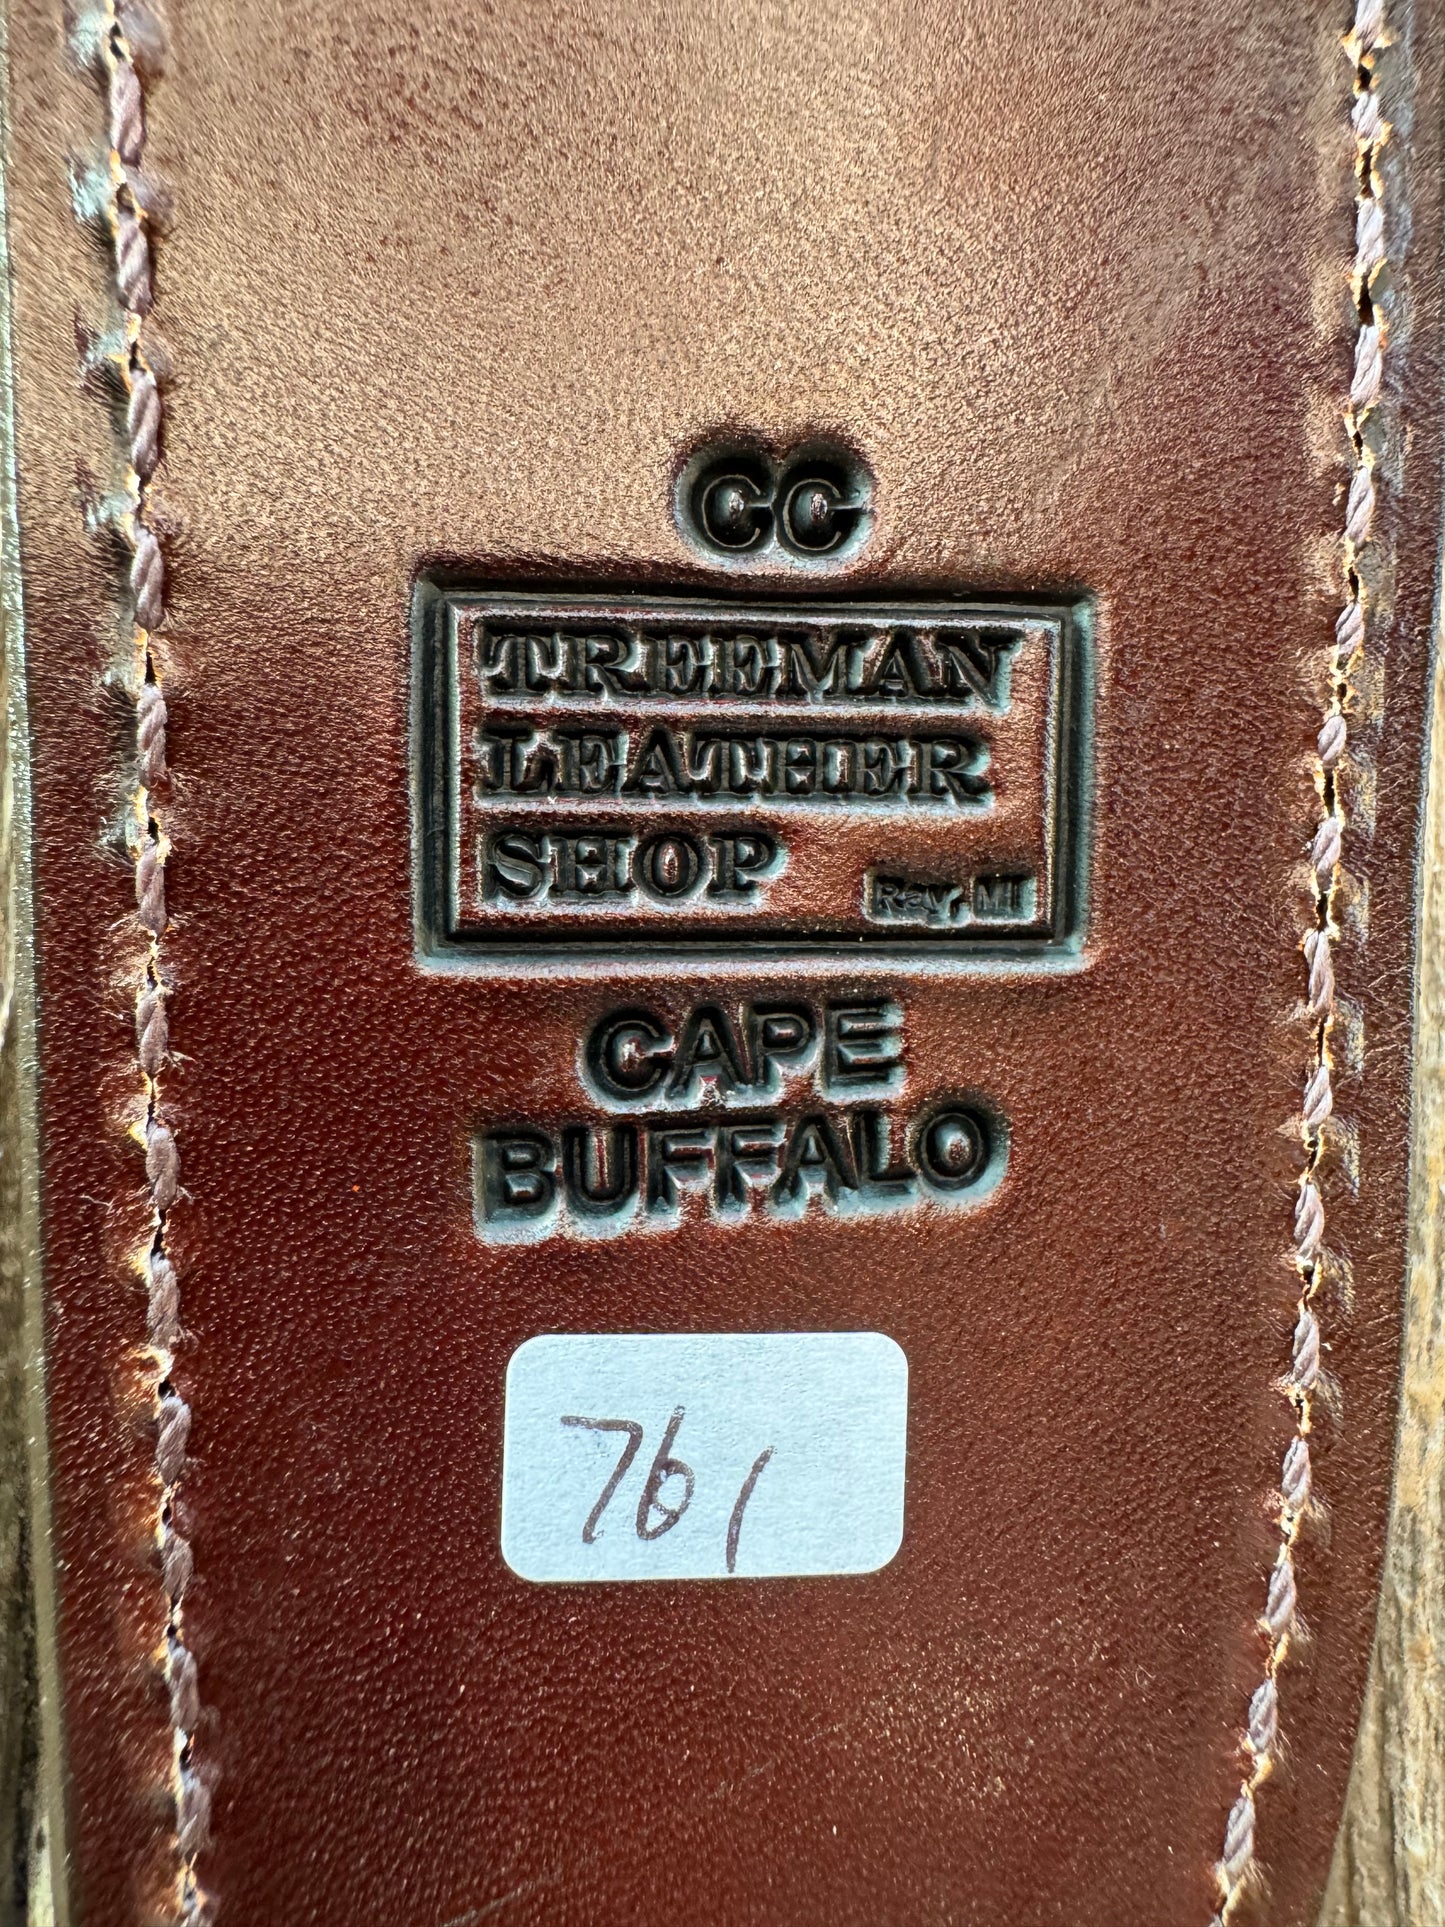 CC
TREEMAN
LEATHER
SHOP
Ray, MI
CAPE
BUFFALO
761